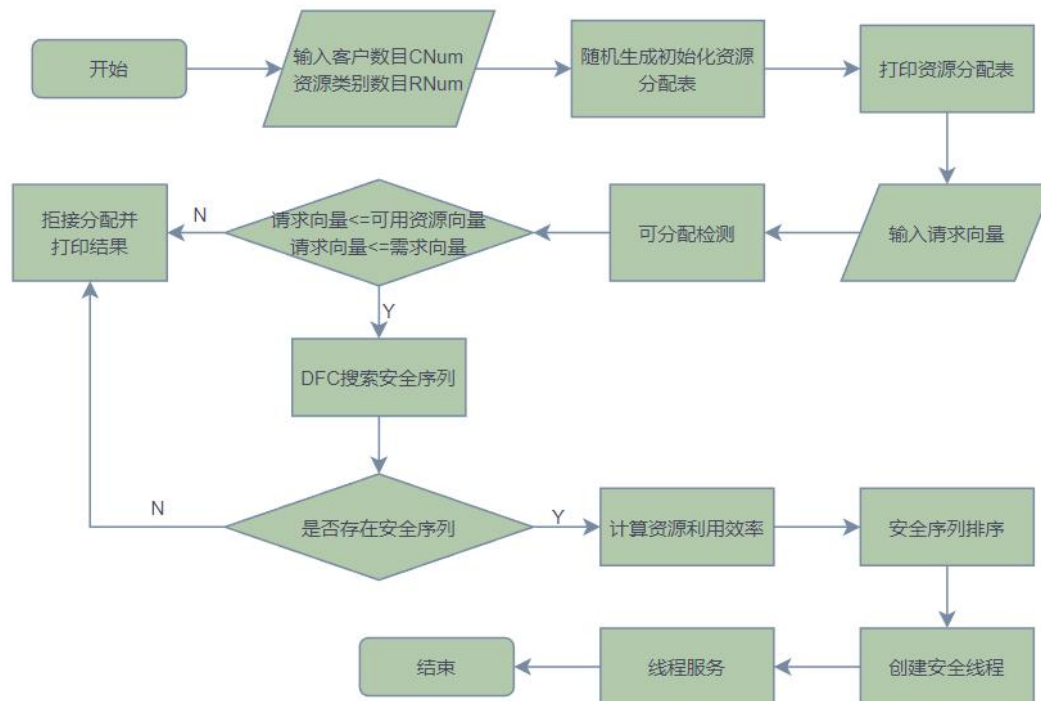 开始
输入客户数目CNum
资源类别数目RNum
随机生成初始化资源
分配表
打印资源分配表
拒接分配并
打印结果
N
请求向量<=可用资源向量
请求向量<=需求向量
可分配检测
输入请求向量
Y
DFC搜索安全序列
N
是否存在安全序列
Y
计算资源利用效率
安全序列排序
结束
线程服务
创建安全线程